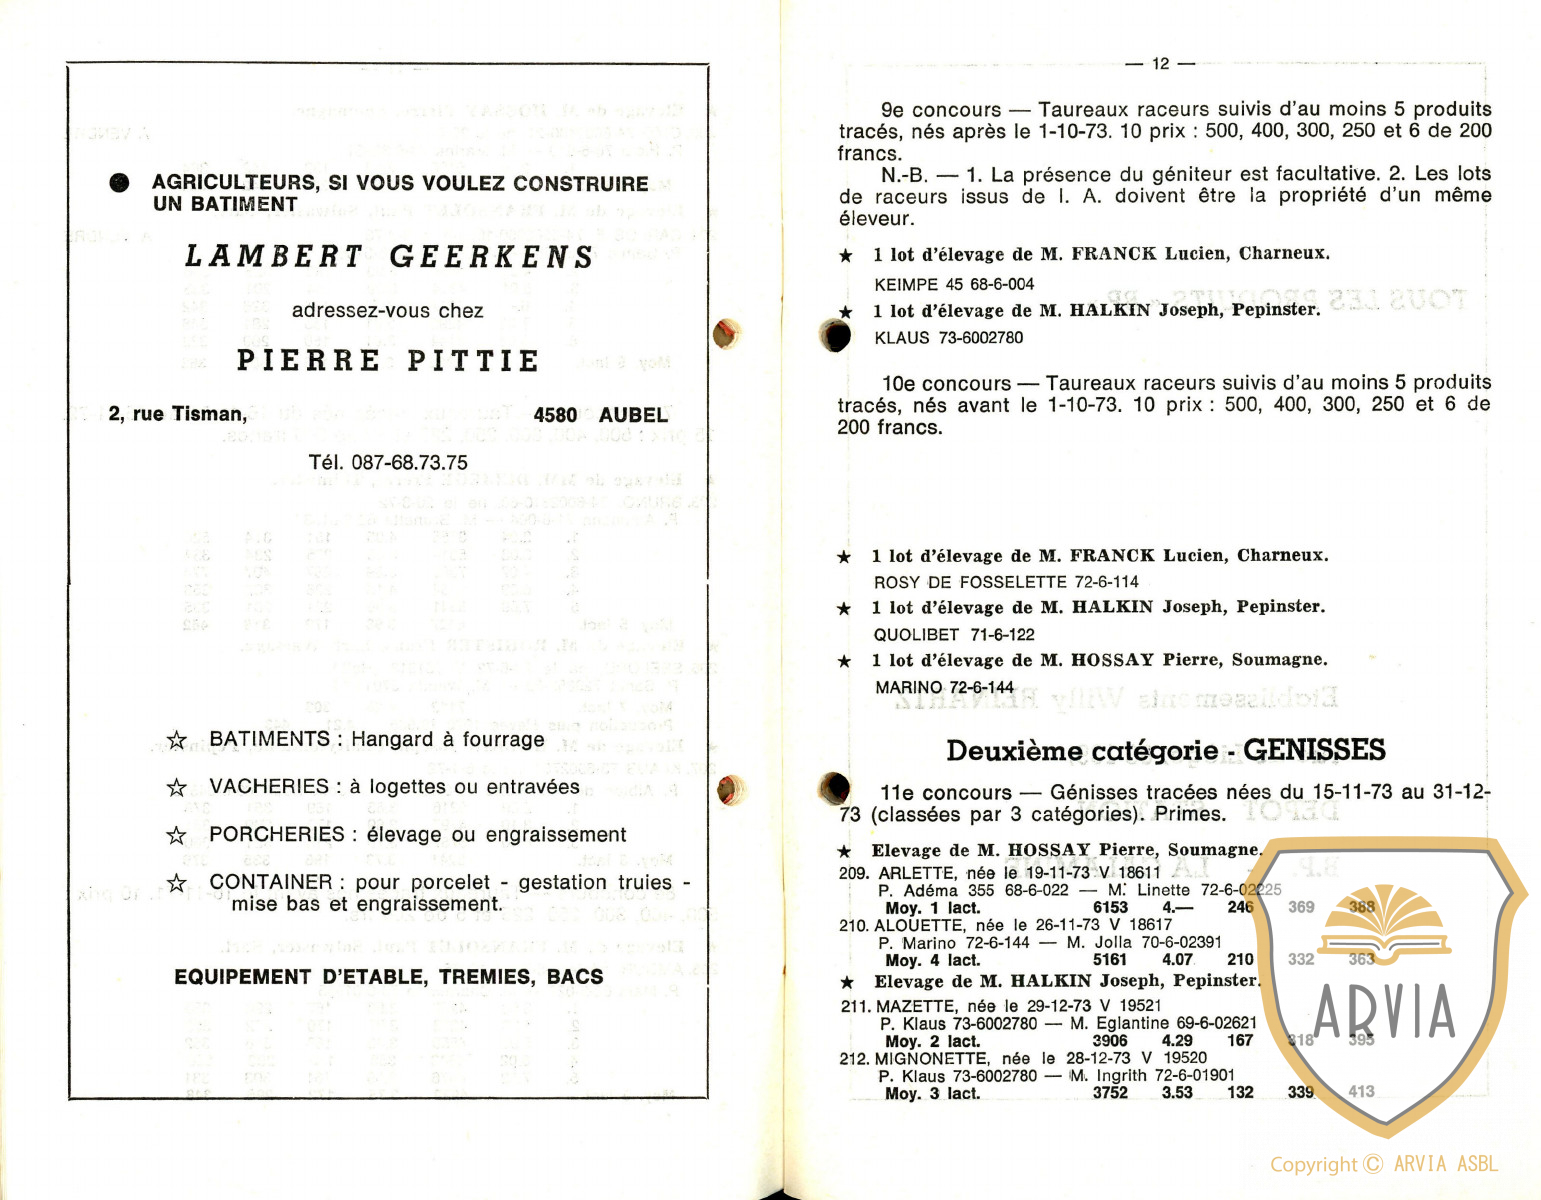 ● AGRICULTEURS, SI VOUS VOULEZ CONSTRUIRE
UN BATIMENT
LAMBERT GEERKENS
adressez-vous chez
PIERRE PITTIE
2, rue Tisman, 4580 AUBEL
Tél. 087-68.73.75
☆ BATIMENTS : Hangard à fourrage
☆ VACHERIES : à logettes ou entravées
☆ PORCHERIES : élevage ou engraissement
☆ CONTAINER : pour porcelet - gestation truies -
mise bas et engraissement.
EQUIPEMENT D'ETABLE, TREMIES, BACS
— 12 —
9e concours — Taureaux raceurs suivis d'au moins 5 produits
tracés, nés après le 1-10-73. 10 prix : 500, 400, 300, 250 et 6 de 200
francs.
N.-B. — 1. La présence du géniteur est facultative. 2. Les lots
de raceurs issus de I. A. doivent être la propriété d'un même
éleveur.
★ 1 lot d'élevage de M. FRANCK Lucien, Charneux.
KEIMPE 45 68-6-004
★ 1 lot d'élevage de M. HALKIN Joseph, Pepinster.
KLAUS 73-6002780
10e concours — Taureaux raceurs suivis d'au moins 5 produits
tracés, nés avant le 1-10-73. 10 prix : 500, 400, 300, 250 et 6 de
200 francs.
★ 1 lot d'élevage de M. FRANCK Lucien, Charneux.
ROSY DE FOSSELETTE 72-6-114
★ 1 lot d'élevage de M. HALKIN Joseph, Pepinster.
QUOLIBET 71-6-122
★ 1 lot d'élevage de M. HOSSAY Pierre, Soumagne.
MARINO 72-6-144
Deuxième catégorie - GENISSES
11e concours — Génisses tracées nées du 15-11-73 au 31-12-
73 (classées par 3 catégories). Primes.
★ Elevage de M. HOSSAY Pierre, Soumagne.
209. ARLETTE, née le 19-11-73 V 18611
P. Adéma 355 68-6-022 — M. Linette 72-6-02225
Moy. 1 lact. 6153 4.— 246 369 388
210. ALOUETTE, née le 26-11-73 V 18617
P. Marino 72-6-144 — M. Jolla 70-6-02391
Moy. 4 lact. 5161 4.07 210 332 363
★ Elevage de M. HALKIN Joseph, Pepinster.
211. MAZETTE, née le 29-12-73 V 19521
P. Klaus 73-6002780 — M. Eglantine 69-6-02621
Moy. 2 lact. 3906 4.29 167 318 395
212. MIGNONETTE, née le 28-12-73 V 19520
P. Klaus 73-6002780 — M. Ingrith 72-6-01901
Moy. 3 lact. 3752 3.53 132 339 413
ARVIA
Copyright © ARVIA ASBL